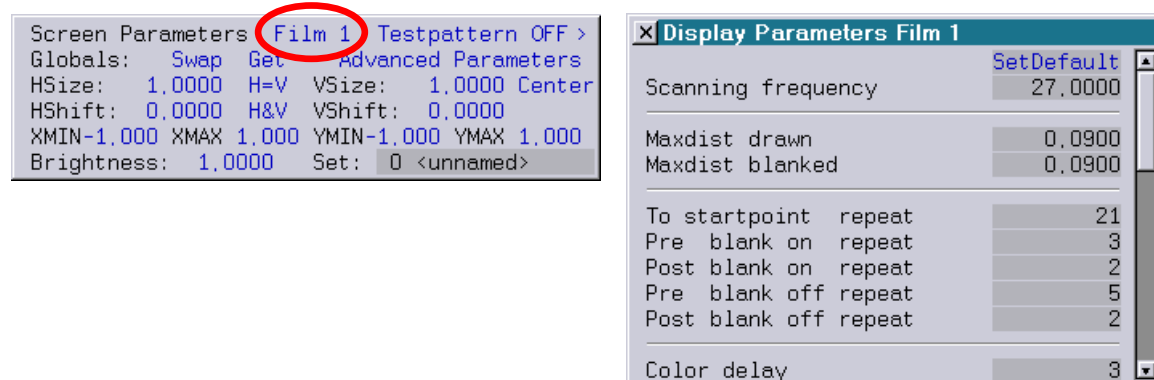 Screen Parameters Film 1 Testpattern OFF >
Globals: Swap Get Advanced Parameters
HSize: 1,0000 H=V VSize: 1,0000 Center
HShift: 0,0000 H&V VShift: 0,0000
XMIN-1,000 XMAX 1,000 YMIN-1,000 YMAX 1,000
Brightness: 1,0000 Set: 0 <unnamed>
Display Parameters Film 1
SetDefault
Scanning frequency 27,0000
Maxdist drawn 0,0900
Maxdist blanked 0,0900
To startpoint repeat 21
Pre blank on repeat 3
Post blank on repeat 2
Pre blank off repeat 5
Post blank off repeat 2
Color delay 3